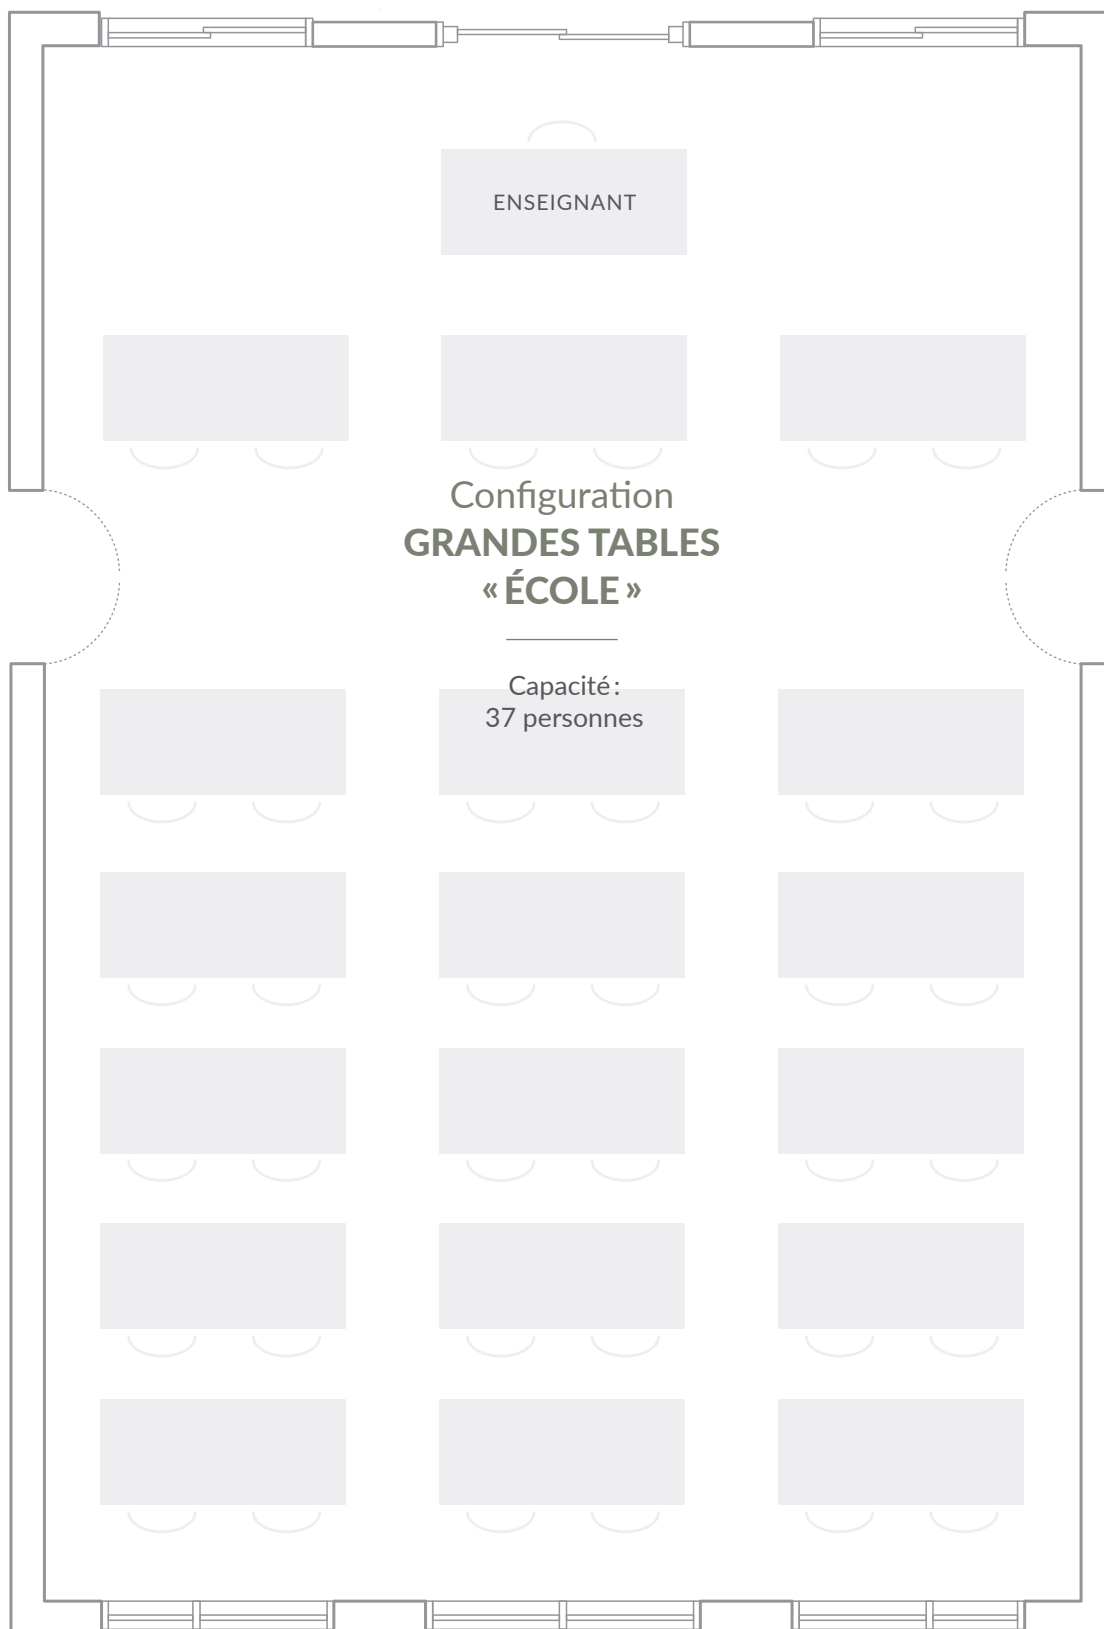 ENSEIGNANT
Configuration
GRANDES TABLES
« ÉCOLE »
Capacité :
37 personnes